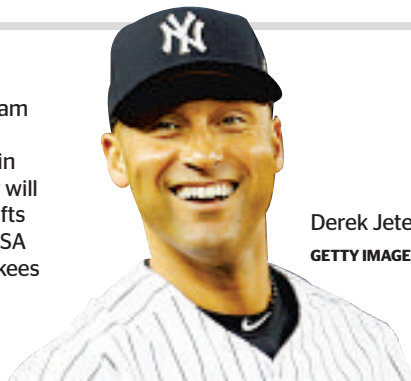 am
in
will
fts
SA
kees
NY
Derek Jete
GETTY IMAGE